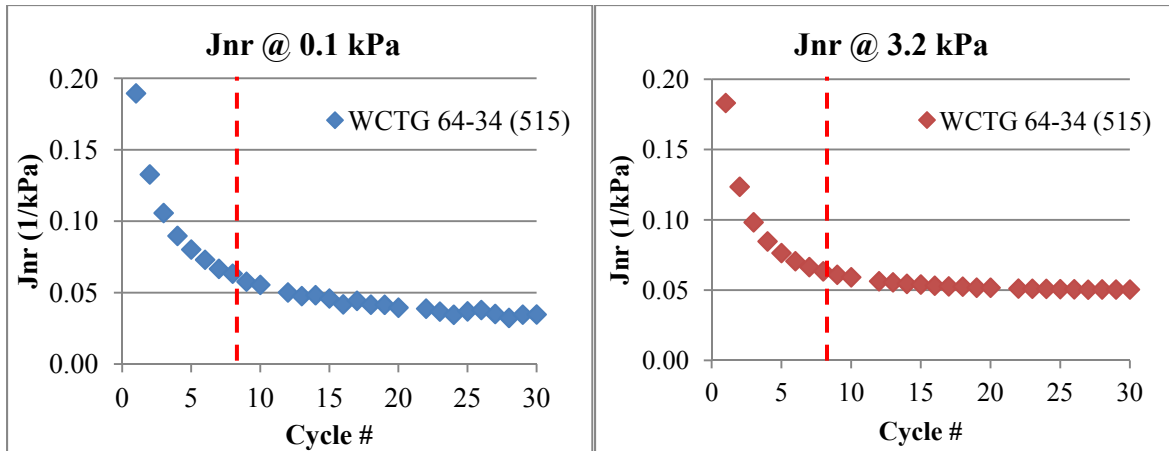 Jnr @ 0.1 kPa
0.20
0.15
0.10
0.05
0.00
Jnr (1/kPa)
WCTG 64-34 (515)
0 5 10 15 20 25 30
Cycle #
Jnr @ 3.2 kPa
0.20
0.15
0.10
0.05
0.00
Jnr (1/kPa)
WCTG 64-34 (515)
0 5 10 15 20 25 30
Cycle #